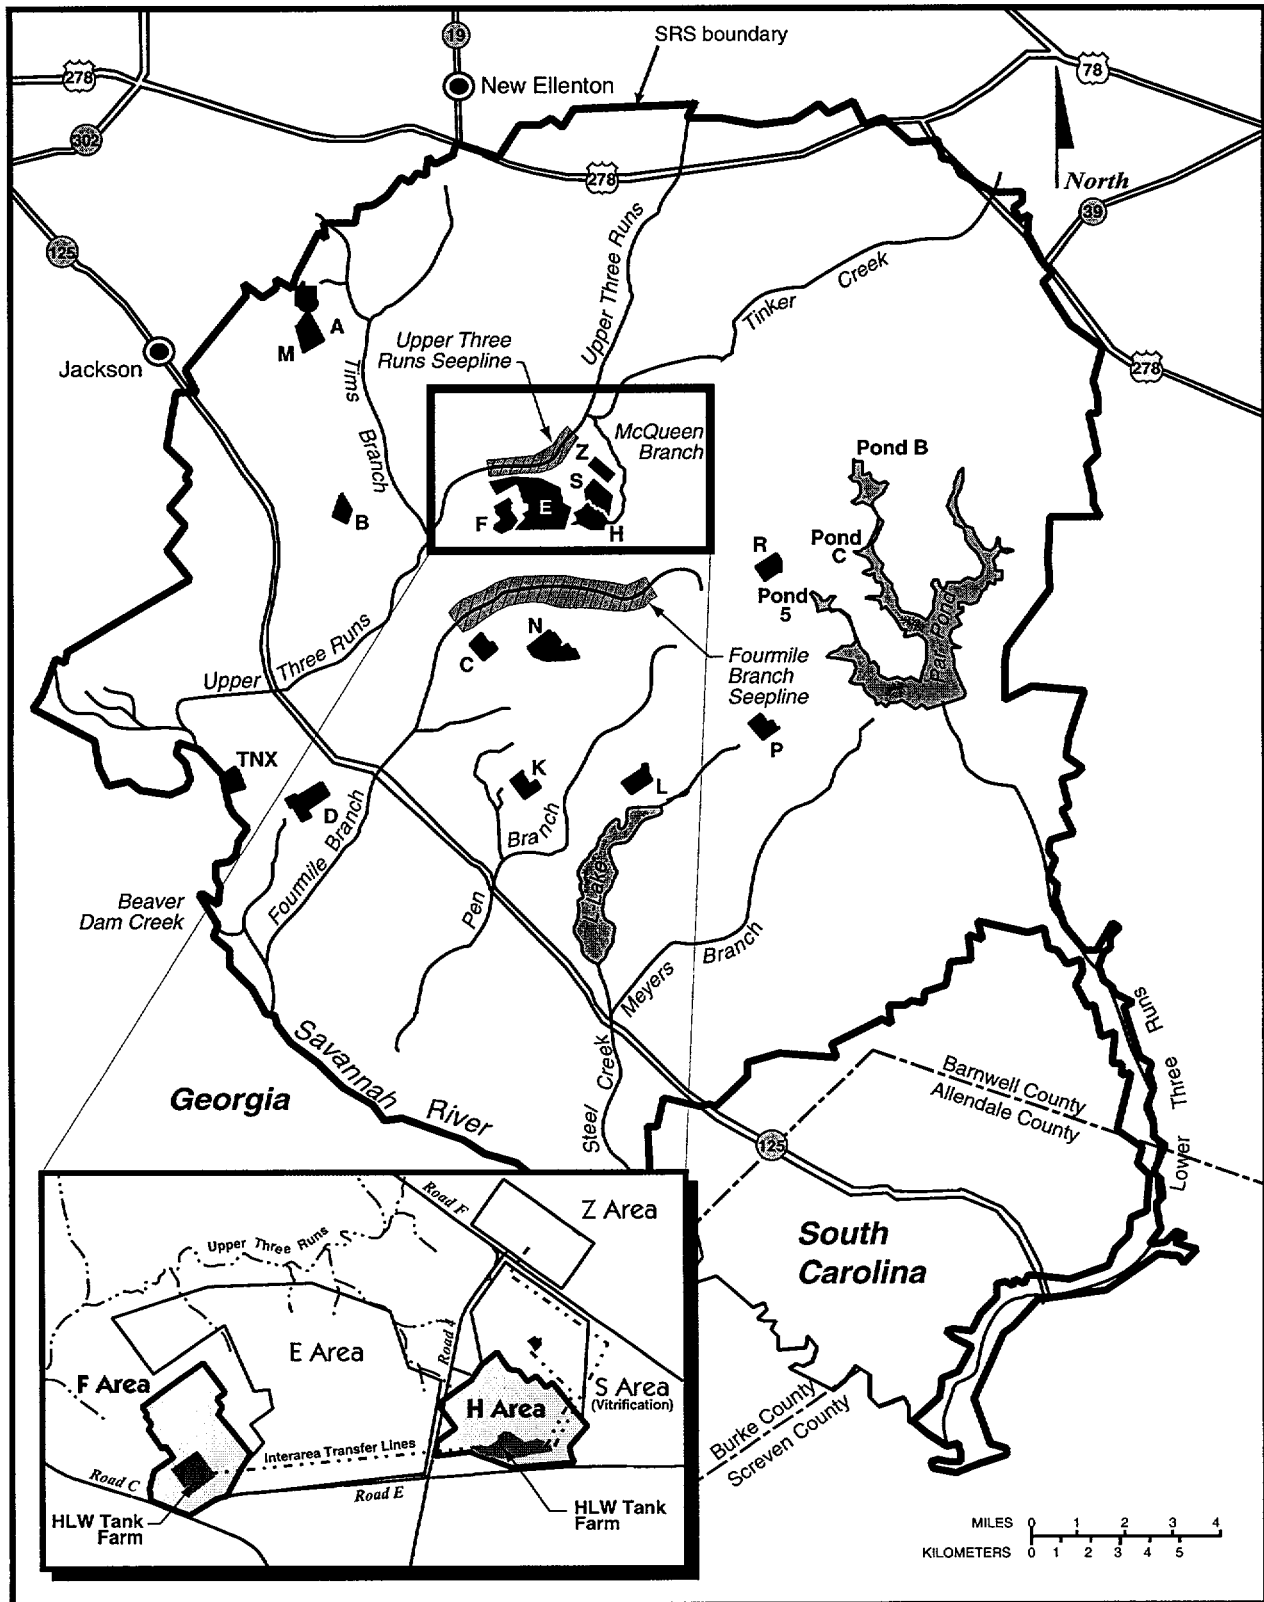 19
SRS boundary
278
New Ellenton
78
302
278
North
39
125
Upper Three Runs
Tinker
Creek
A
M
Upper Three
Runs Seepline
Jackson
Tims
Branch
278
McQueen
Branch
Z
S
E
F
H
B
Pond B
Pond
C
R
Pond
5
Par Pond
N
C
Fourmile
Branch
Seepline
Upper
Three Runs
P
TNX
K
L
D
Branch
Fourmile Branch
L-Lake
Beaver
Dam Creek
Pen
Branch
Meyers
Savannah
River
Steel Creek
Georgia
Lower
Three
Runs
Barnwell County
Allendale County
125
South
Carolina
Burke County
Screven County
Road F
Z Area
Upper Three Runs
Road 4
E Area
F Area
S Area
(Vitrification)
H Area
Interarea Transfer Lines
Road C
Road E
HLW Tank
Farm
HLW Tank
Farm
MILES 0 1 2 3 4
KILOMETERS 0 1 2 3 4 5